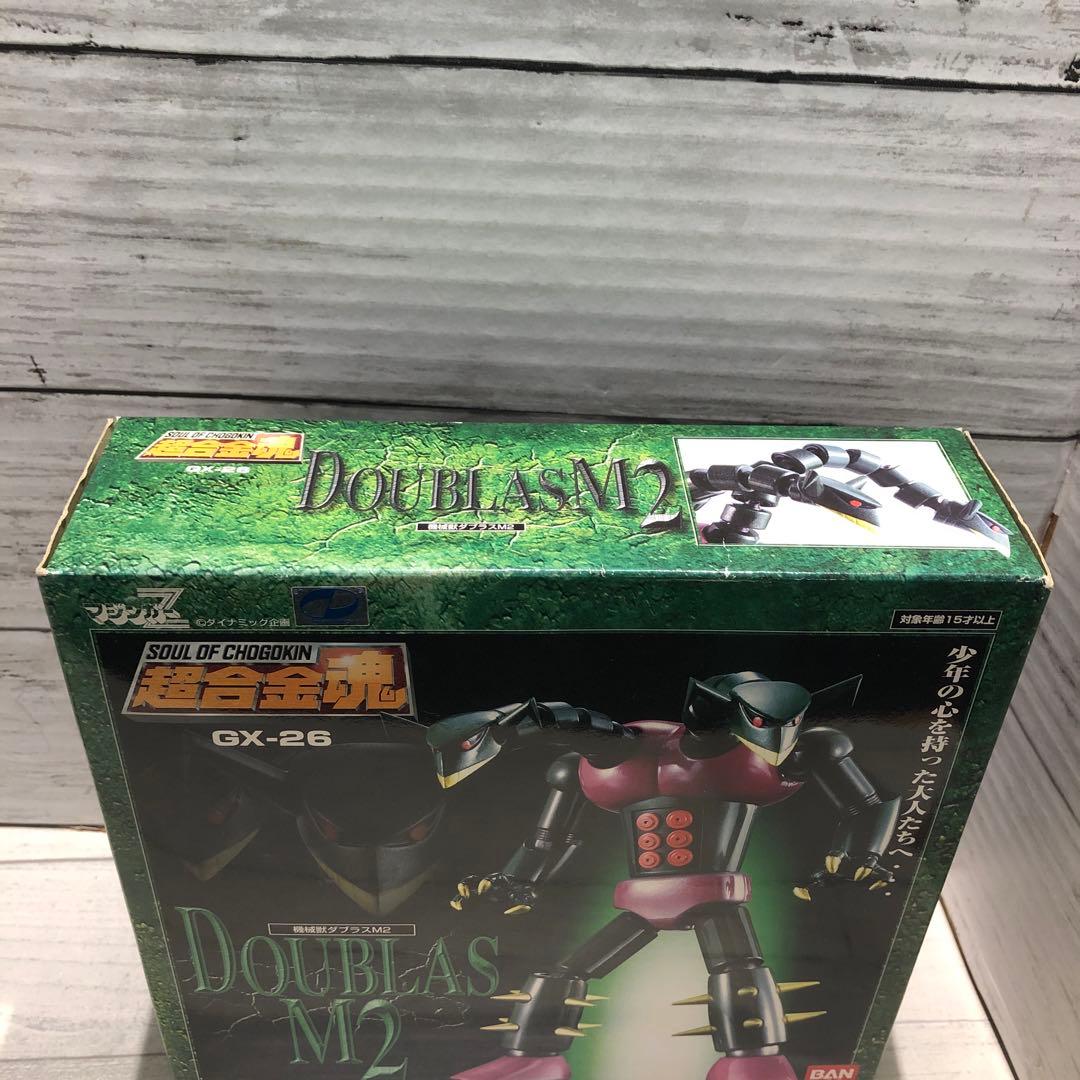 SOUL OF CHOGOKIN
超合金魂
GX-26
DOUBLAS M2
機械獣ダブラスM2
マジンガーZ
©ダイナミック企画
対象年齢15才以上
SOUL OF CHOGOKIN
超合金魂
GX-26
少年の心を持った大人たちへ・・・
機械獣ダブラスM2
DOUBLAS
M2
BAN